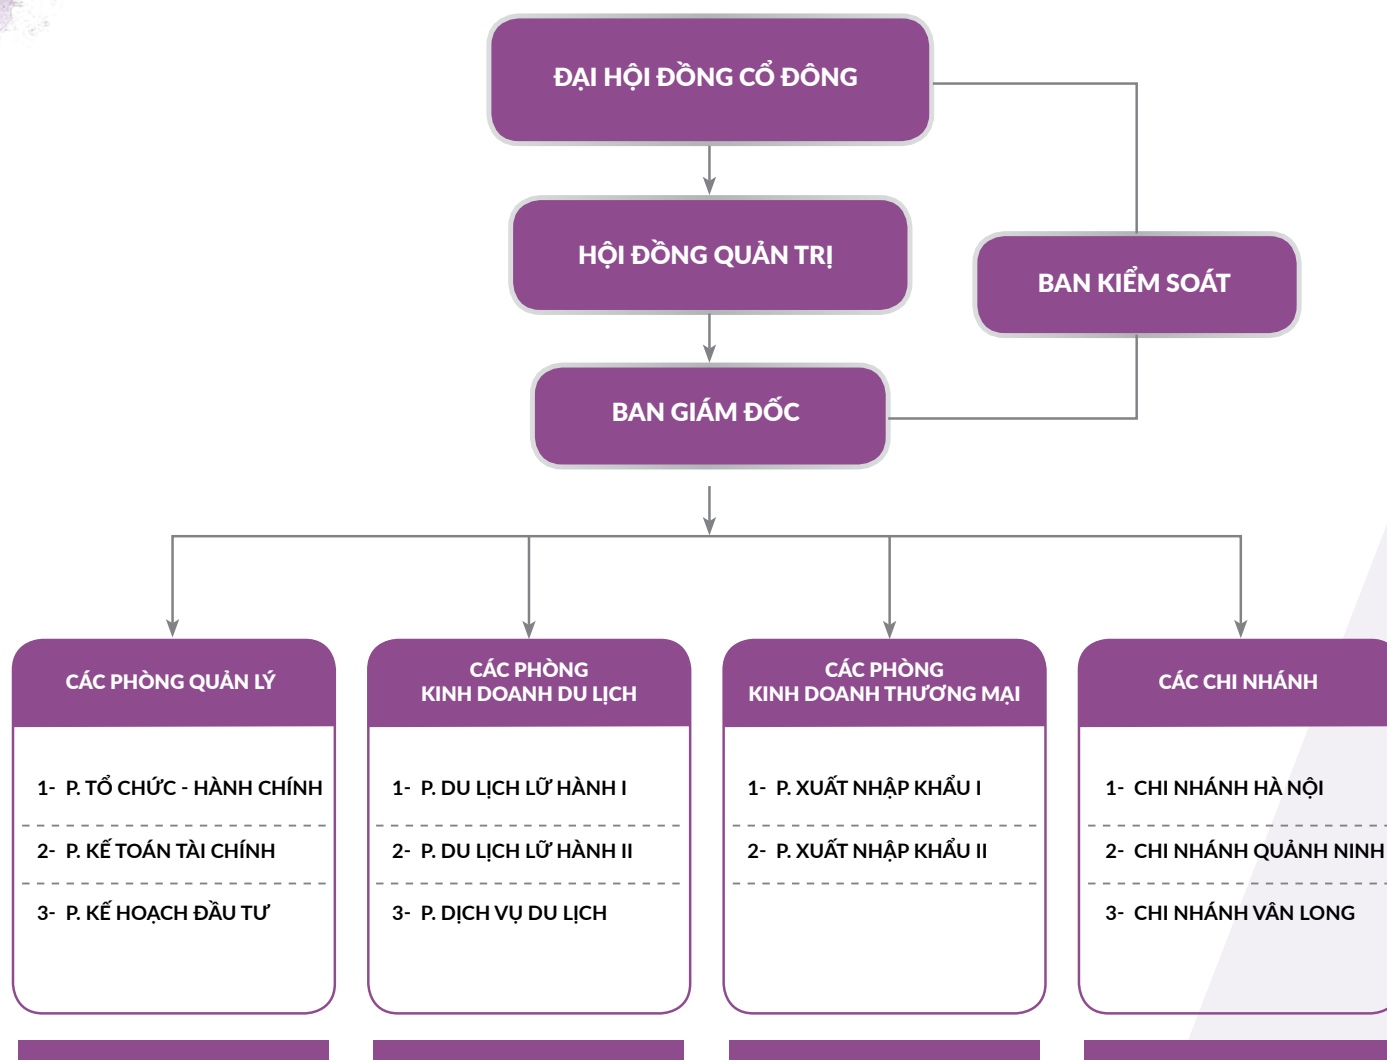 ĐẠI HỘI ĐỒNG CỔ ĐÔNG
HỘI ĐỒNG QUẢN TRỊ
BAN KIỂM SOÁT
BAN GIÁM ĐỐC
CÁC PHÒNG QUẢN LÝ
1- P. TỔ CHỨC - HÀNH CHÍNH
2- P. KẾ TOÁN TÀI CHÍNH
3- P. KẾ HOẠCH ĐẦU TƯ
CÁC PHÒNG
KINH DOANH DU LỊCH
1- P. DU LỊCH LỮ HÀNH I
2- P. DU LỊCH LỮ HÀNH II
3- P. DỊCH VỤ DU LỊCH
CÁC PHÒNG
KINH DOANH THƯƠNG MẠI
1- P. XUẤT NHẬP KHẨU I
2- P. XUẤT NHẬP KHẨU II
CÁC CHI NHÁNH
1- CHI NHÁNH HÀ NỘI
2- CHI NHÁNH QUẢNH NINH
3- CHI NHÁNH VÂN LONG